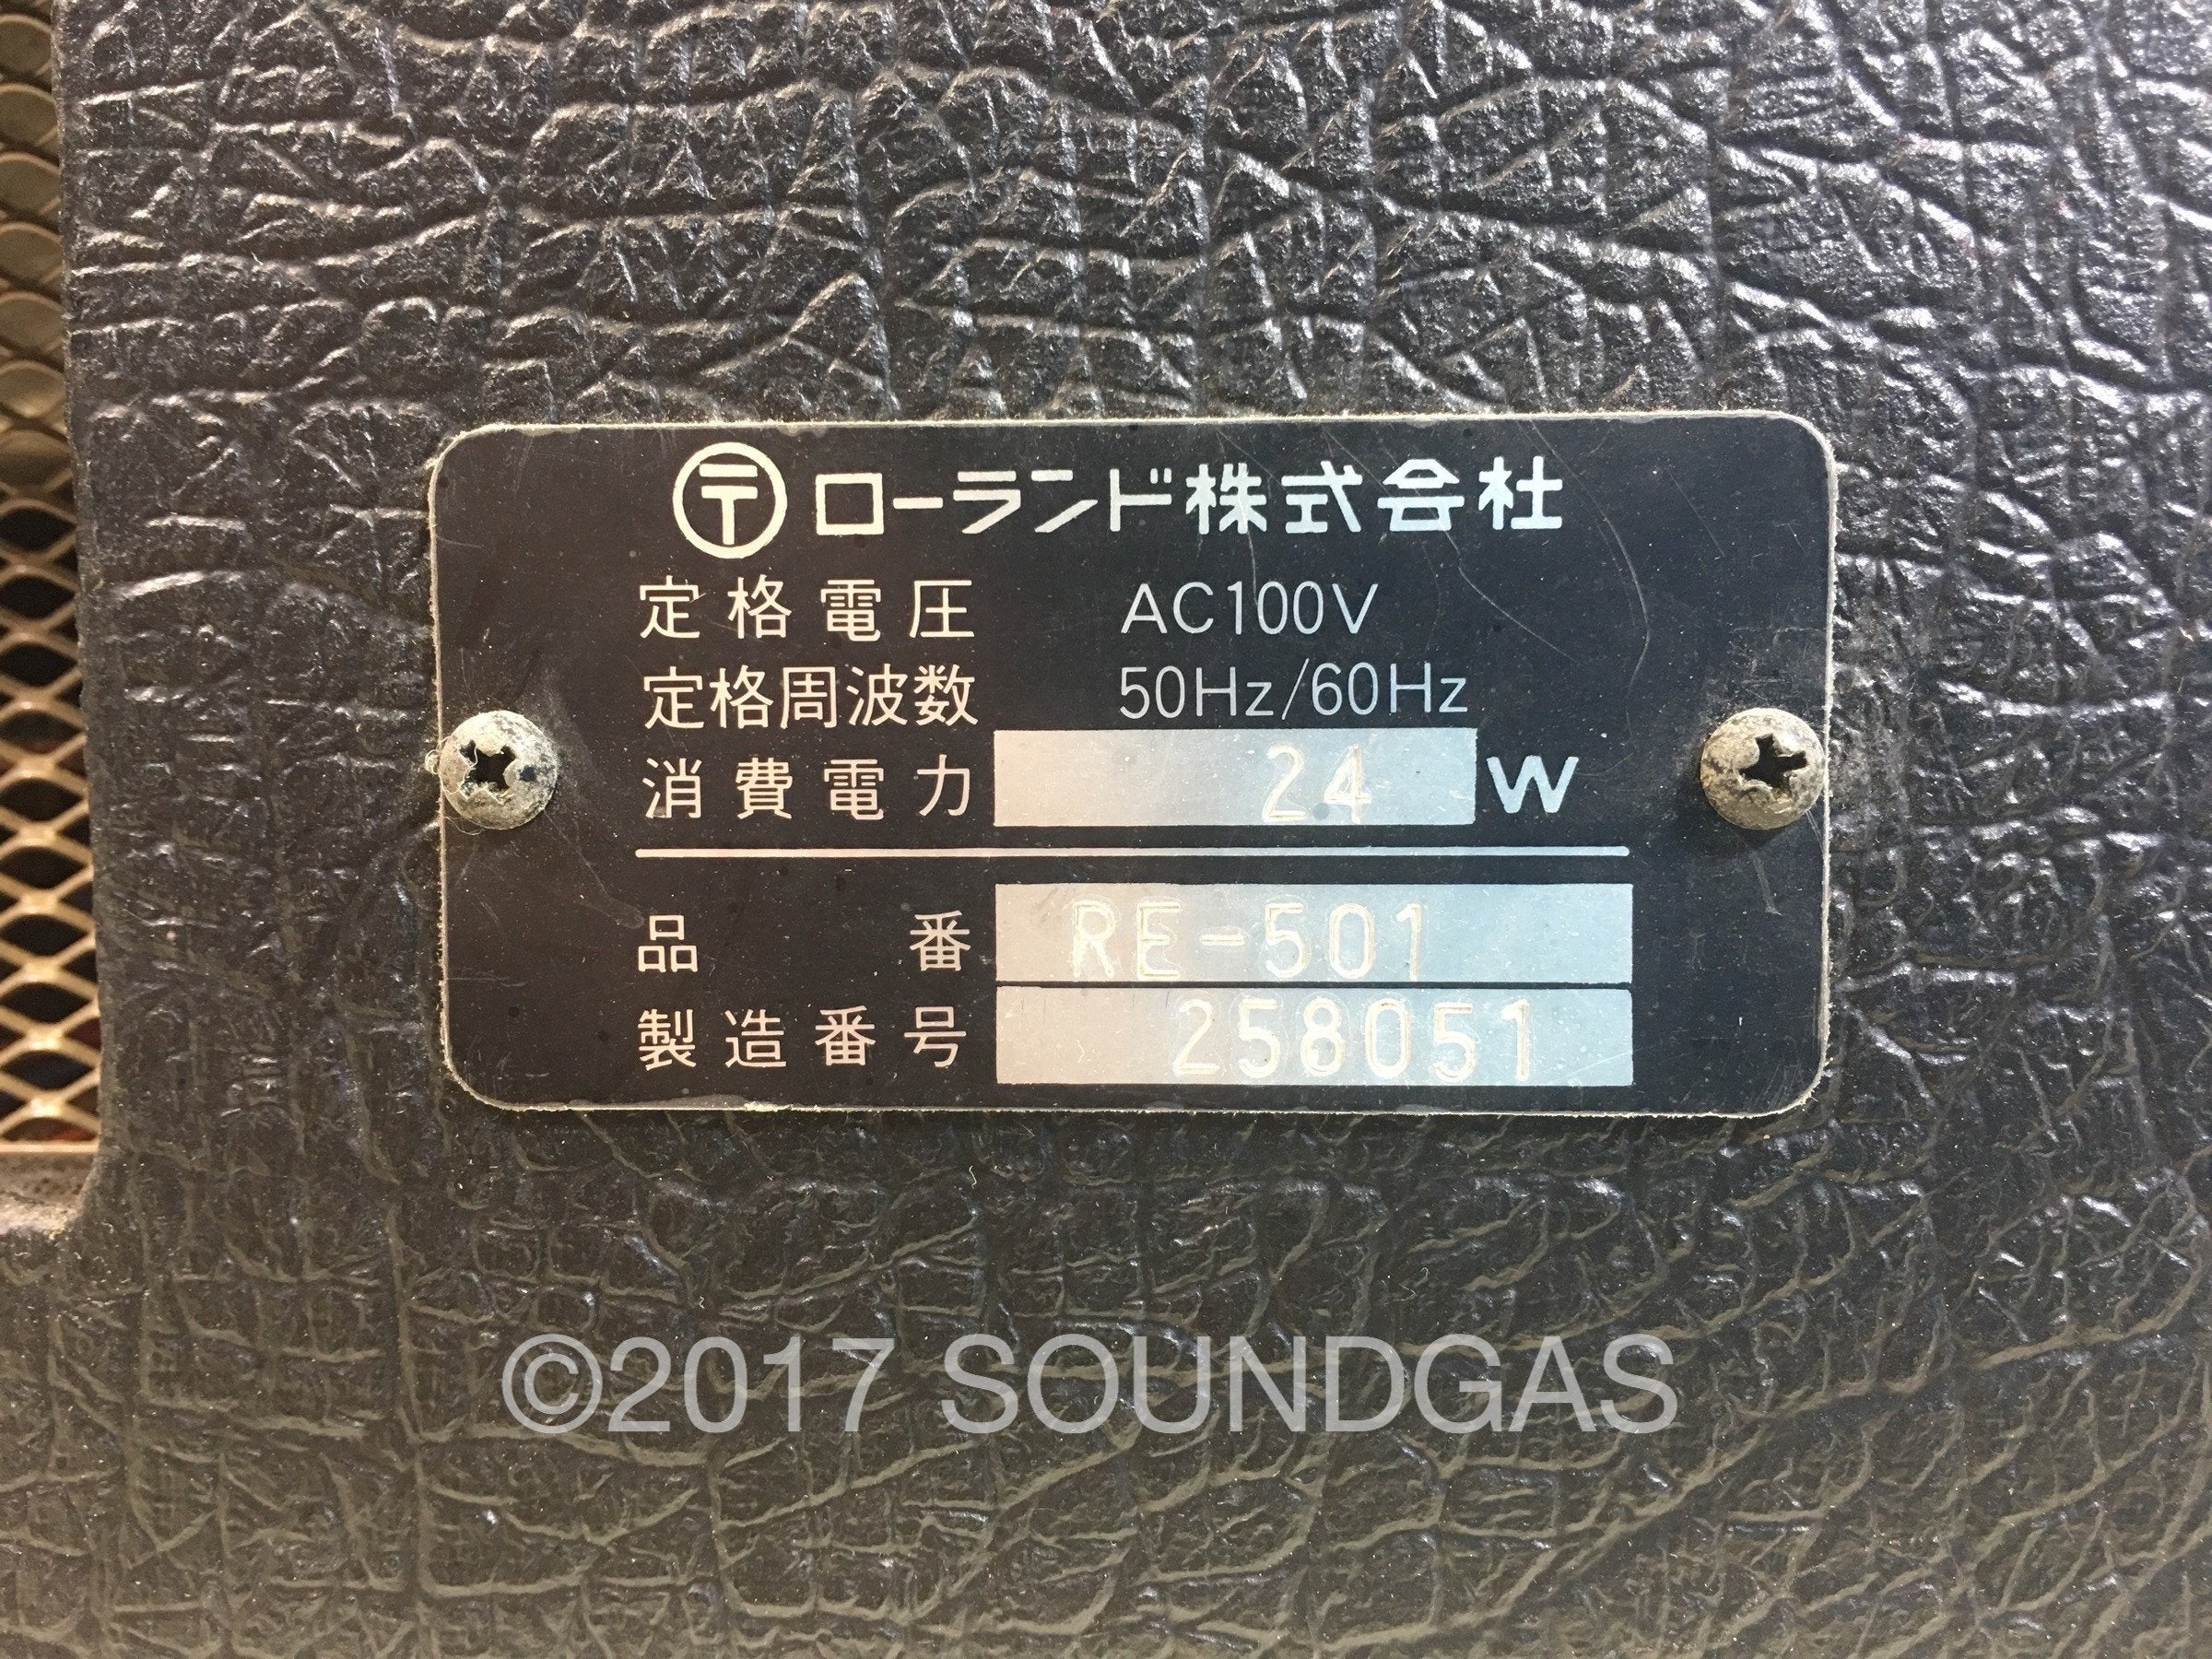 〶 ローランド株式会社
定格電圧 AC100V
定格周波数 50Hz/60Hz
消費電力 24 W
品番 RE-501
製造番号 258051
©2017 SOUNDGAS